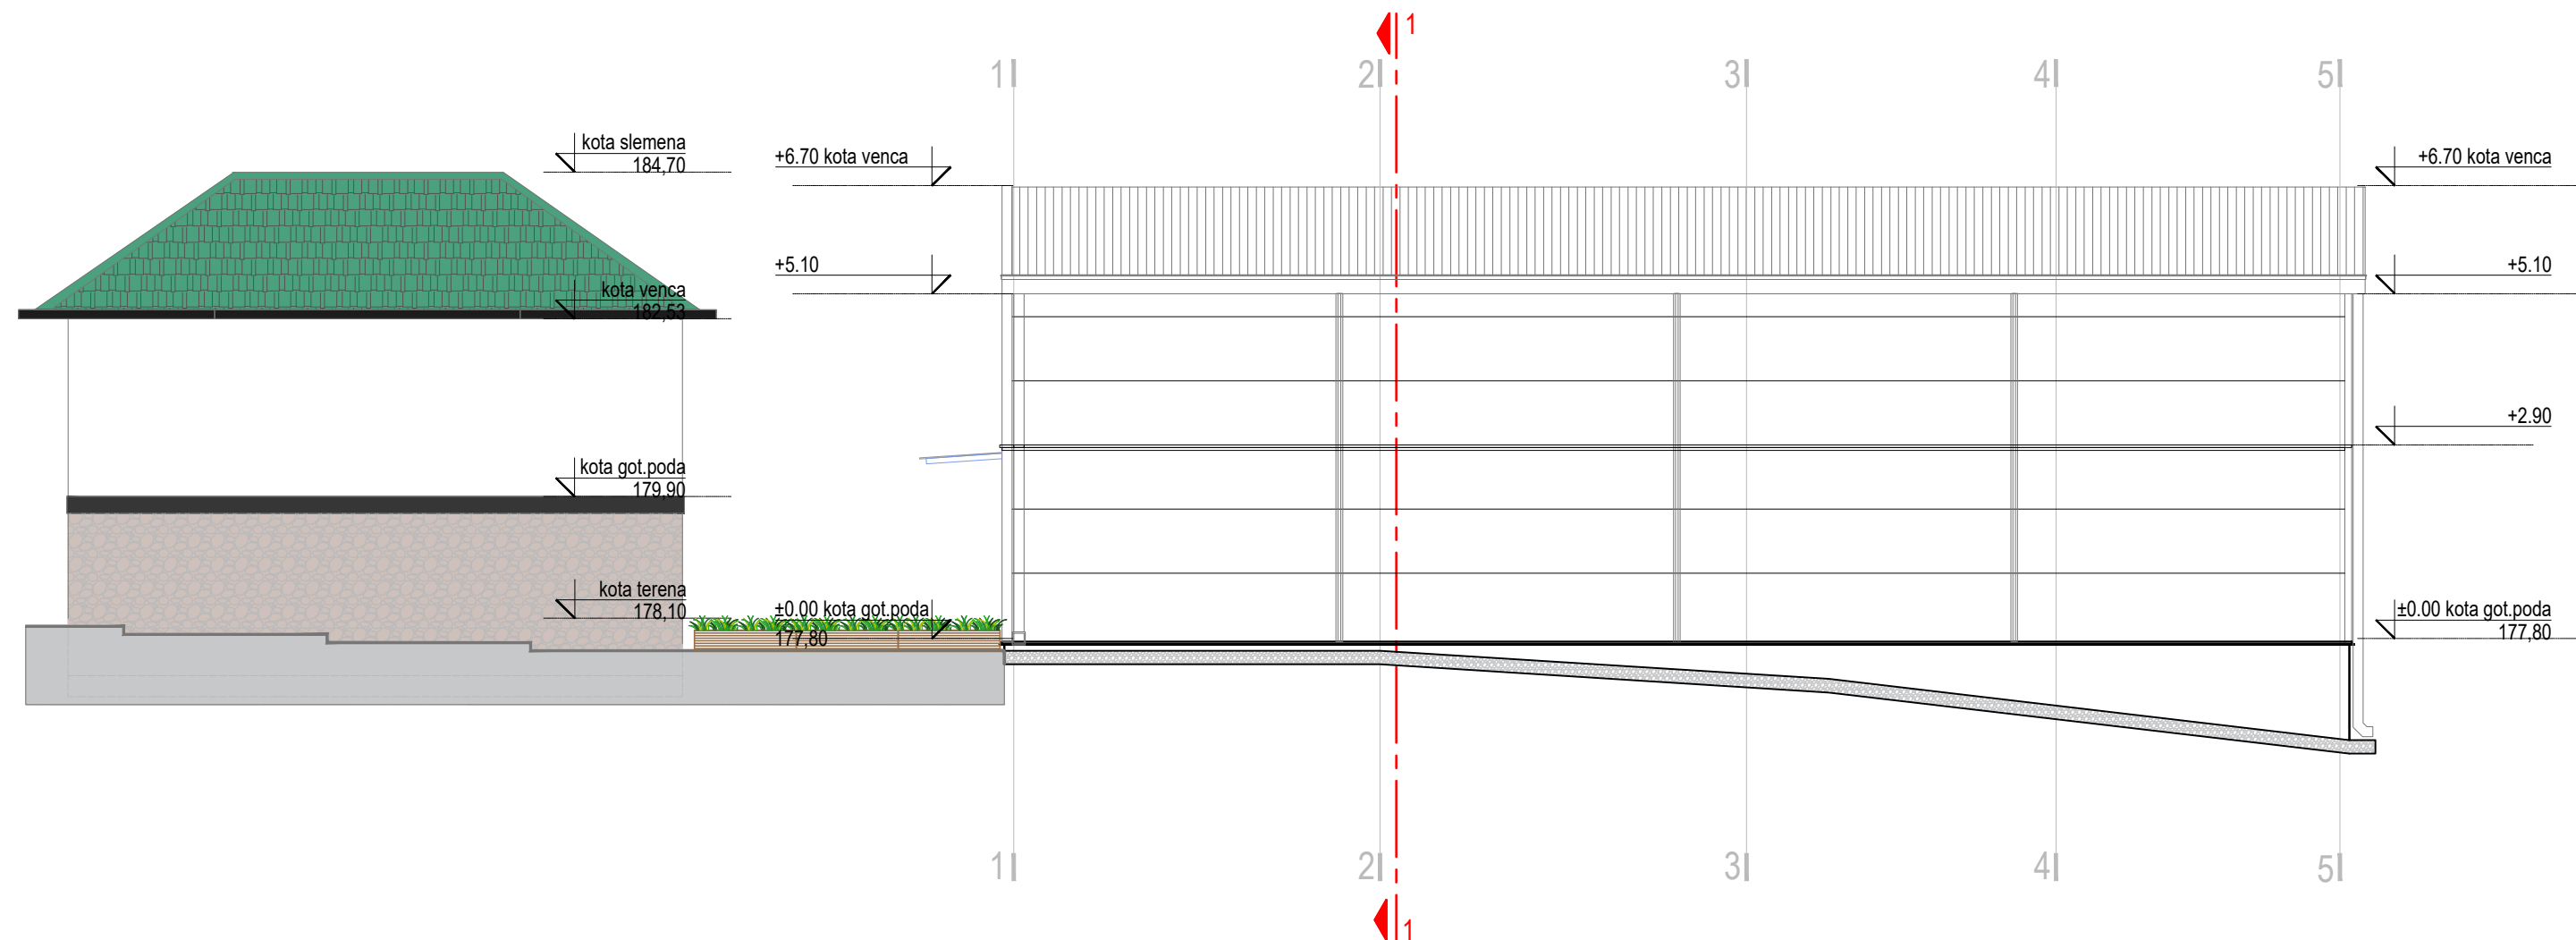 1
1 2 3 4 5
kota slemena
184,70
+6.70 kota venca
+6.70 kota venca
+5.10
+5.10
kota venca
182,53
+2.90
kota got.poda
179,90
kota terena
178,10
±0.00 kota got.poda
177,80
±0.00 kota got.poda
177,80
1 2 3 4 5
1